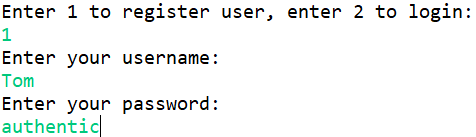 Enter 1 to register user, enter 2 to login:
1
Enter your username:
Tom
Enter your password:
authentic